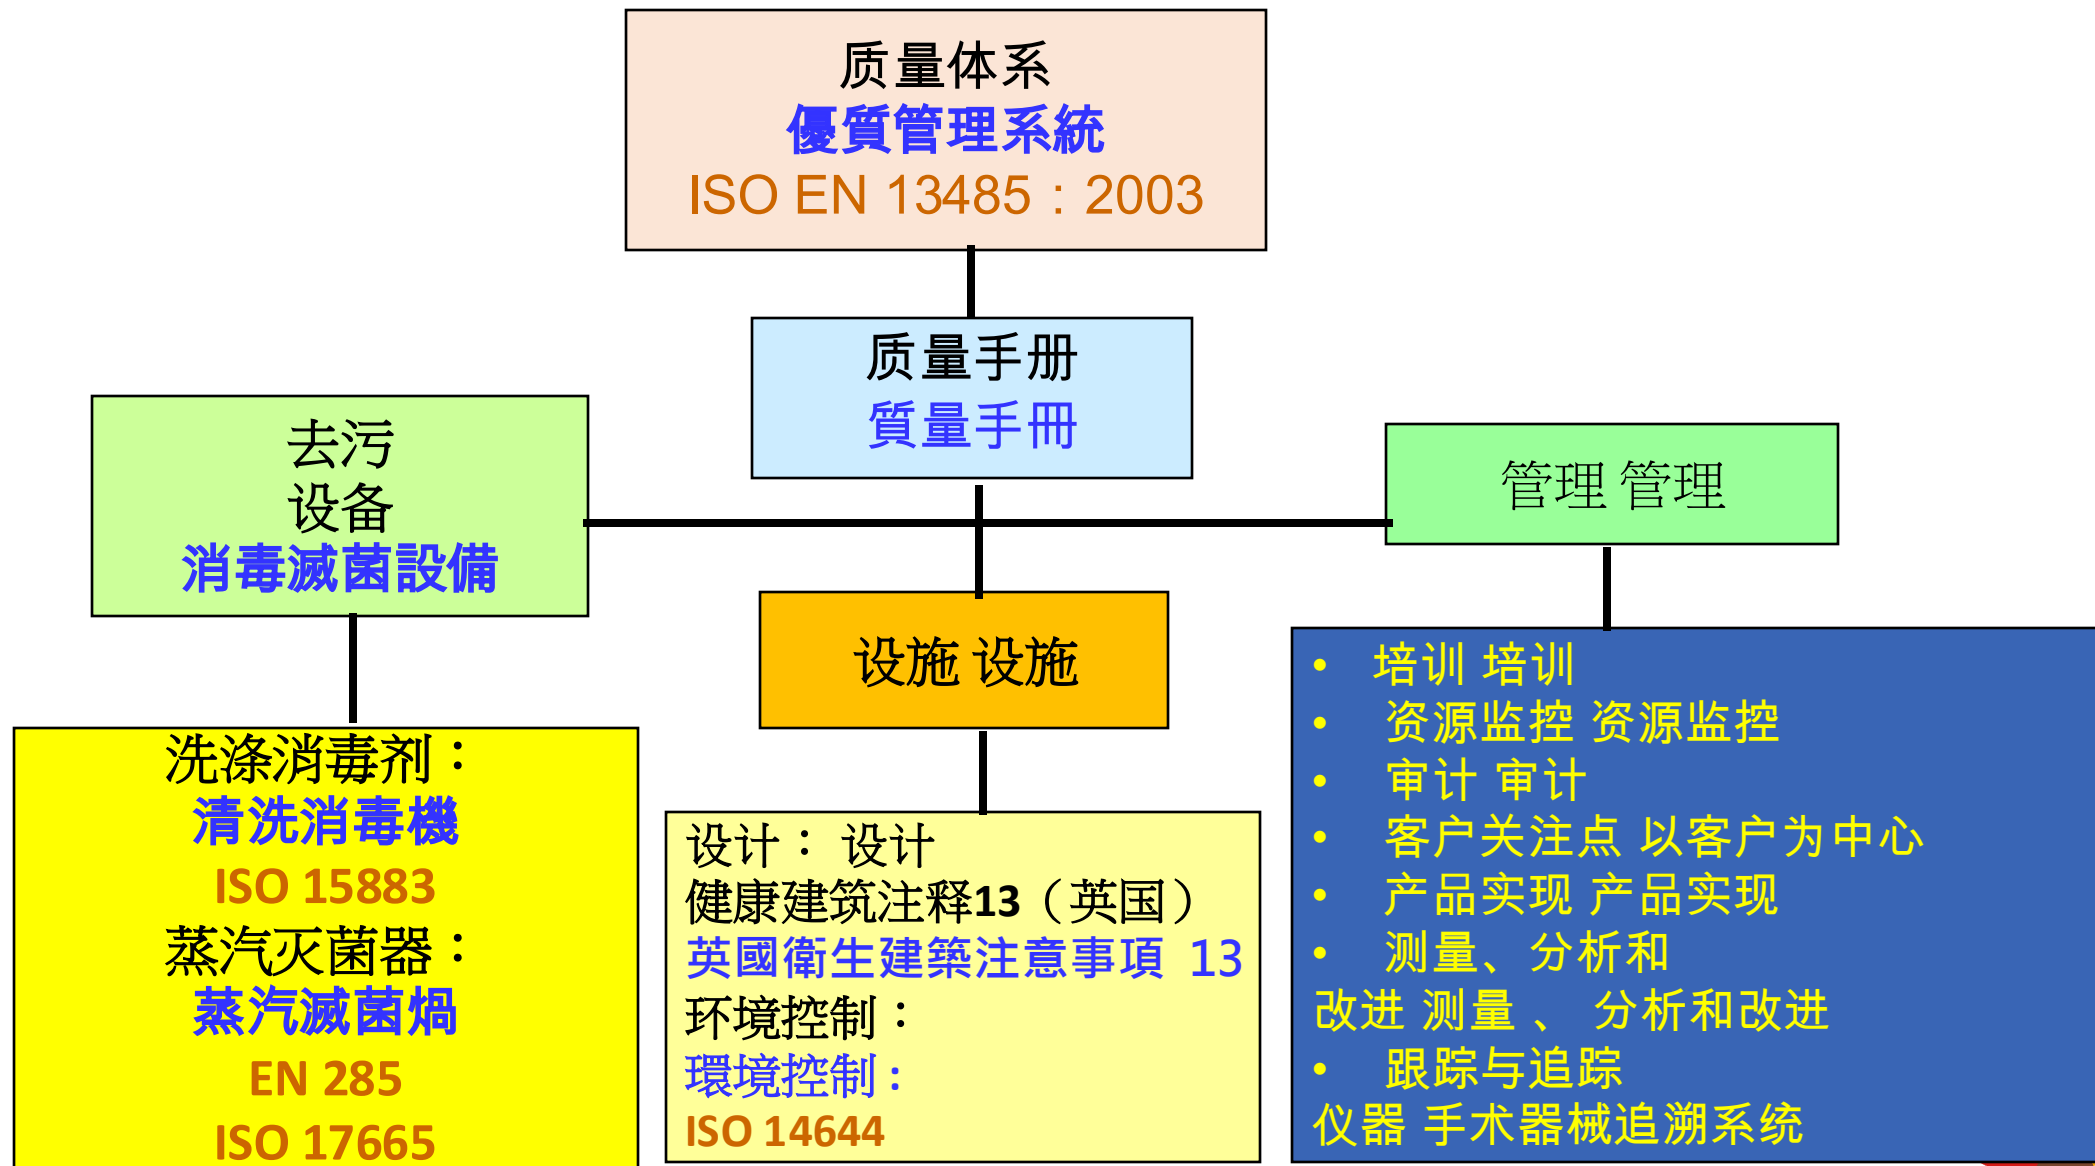 质量体系
優質管理系統
ISO EN 13485：2003
质量手册
質量手冊
去污
设备
消毒滅菌設備
管理 管理
设施 设施
洗涤消毒剂：
清洗消毒機
ISO 15883
蒸汽灭菌器：
蒸汽滅菌煱
EN 285
ISO 17665
设计： 设计
健康建筑注释13（英国）
英國衛生建築注意事項 13
环境控制：
環境控制：
ISO 14644
• 培训 培训
• 资源监控 资源监控
• 审计 审计
• 客户关注点 以客户为中心
• 产品实现 产品实现
• 测量、分析和
改进 测量 、 分析和改进
• 跟踪与追踪
仪器 手术器械追溯系统